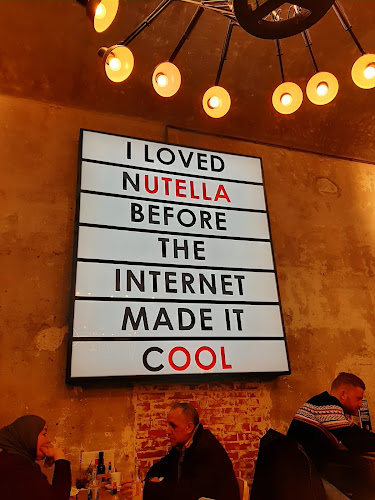 I LOVED
NUTELLA
BEFORE
THE
INTERNET
MADE IT
COOL